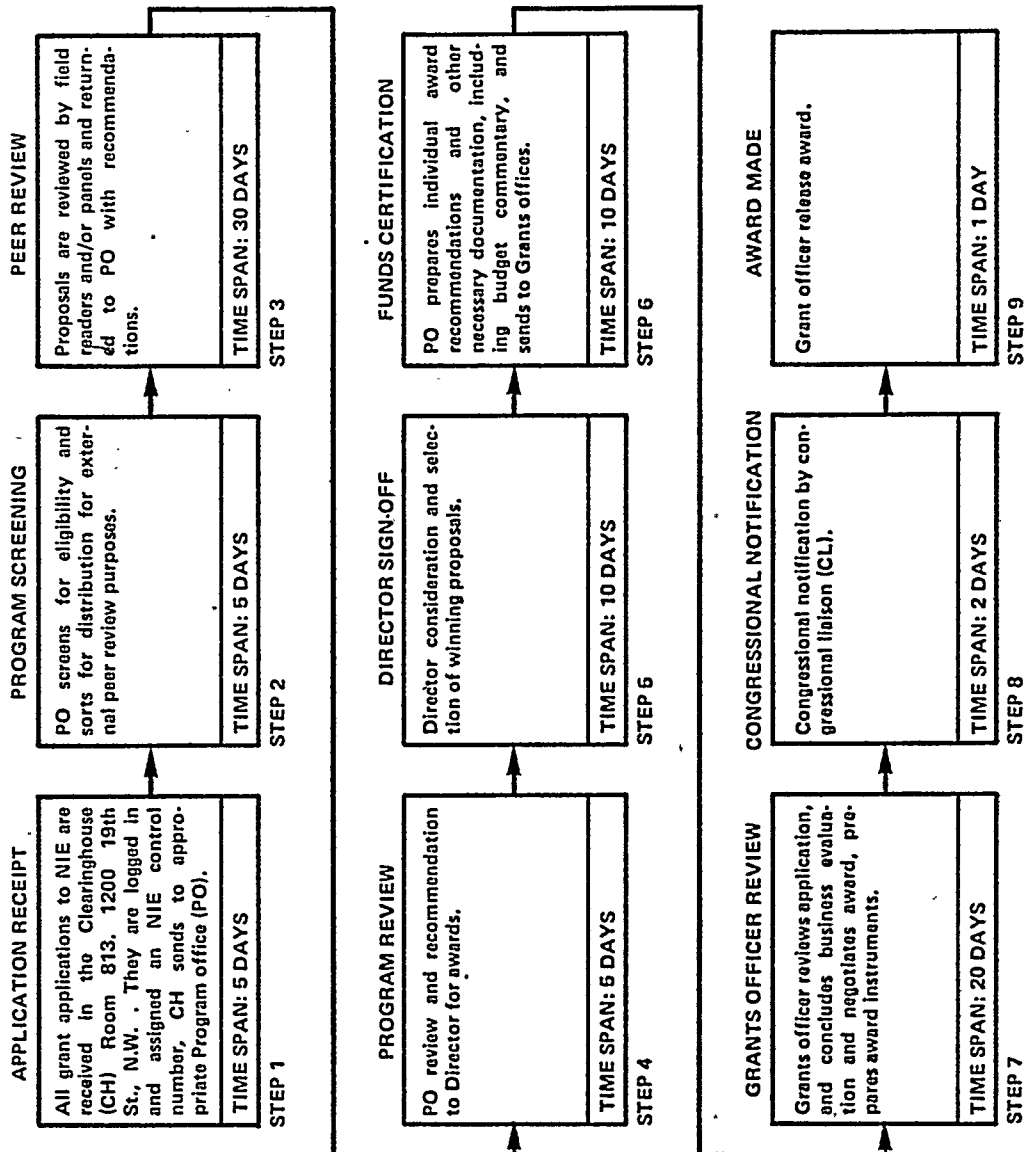 APPLICATION RECEIPT
All grant applications to NIE are
received in the Clearinghouse
(CH) Room 813, 1200 19th
St., N.W. . They are logged in
and assigned an NIE control
number, CH sends to appro-
priate Program office (PO).
TIME SPAN: 5 DAYS
STEP 1
PROGRAM SCREENING
PO screens for eligibility and
sorts for distribution for exter-
nal peer review purposes.
TIME SPAN: 5 DAYS
STEP 2
PEER REVIEW
Proposals are reviewed by field
readers and/or panels and return-
ed to PO with recommenda-
tions.
TIME SPAN: 30 DAYS
STEP 3
PROGRAM REVIEW
PO review and recommendation
to Director for awards.
TIME SPAN: 5 DAYS
STEP 4
DIRECTOR SIGN-OFF
Director consideration and selec-
tion of winning proposals.
TIME SPAN: 10 DAYS
STEP 5
FUNDS CERTIFICATION
PO prepares individual award
recommendations and other
necessary documentation, includ-
ing budget commentary, and
sends to Grants offices.
TIME SPAN: 10 DAYS
STEP 6
GRANTS OFFICER REVIEW
Grants officer reviews application,
and concludes business evalua-
tion and negotiates award, pre-
pares award instruments.
TIME SPAN: 20 DAYS
STEP 7
CONGRESSIONAL NOTIFICATION
Congressional notification by con-
gressional liaison (CL).
TIME SPAN: 2 DAYS
STEP 8
AWARD MADE
Grant officer release award.
TIME SPAN: 1 DAY
STEP 9